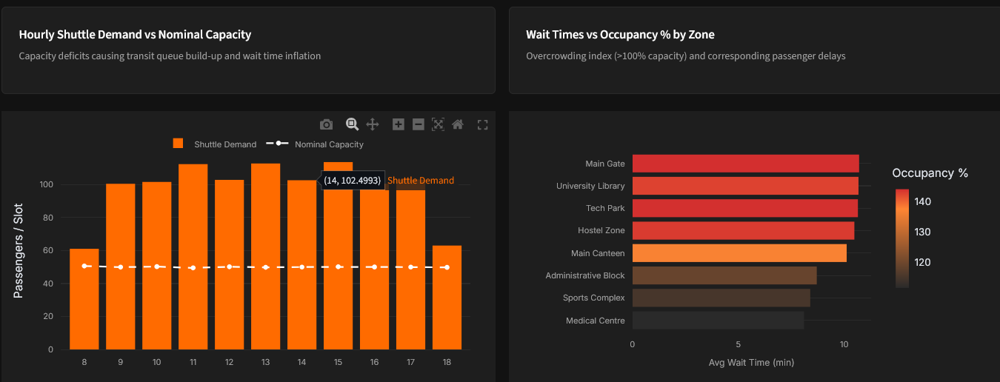 Hourly Shuttle Demand vs Nominal Capacity
Capacity deficits causing transit queue build-up and wait time inflation
Shuttle Demand
Nominal Capacity
Passengers / Slot
100
80
60
40
20
0
(14, 102.4993)
Shuttle Demand
8 9 10 11 12 13 14 15 16 17 18
Wait Times vs Occupancy % by Zone
Overcrowding index (>100% capacity) and corresponding passenger delays
Main Gate
University Library
Tech Park
Hostel Zone
Main Canteen
Administrative Block
Sports Complex
Medical Centre
0 5 10
Avg Wait Time (min)
Occupancy %
140
130
120